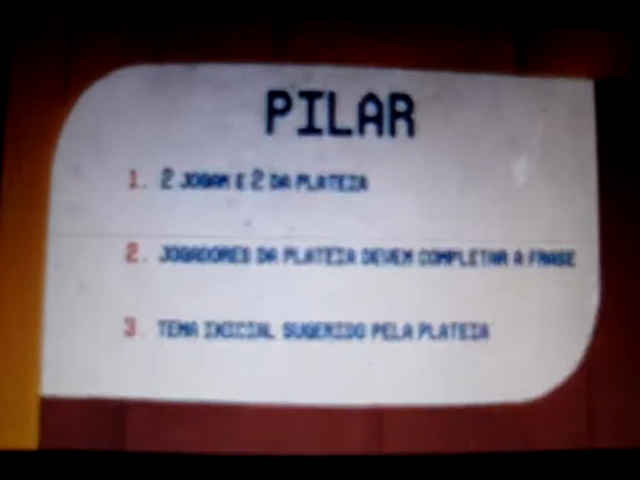 PILAR
1. 2 JOGAM E 2 DA PLATEIA
2. JOGADORES DA PLATEIA DEVEM COMPLETAR A FRASE
3. TEMA INICIAL SUGERIDO PELA PLATEIA